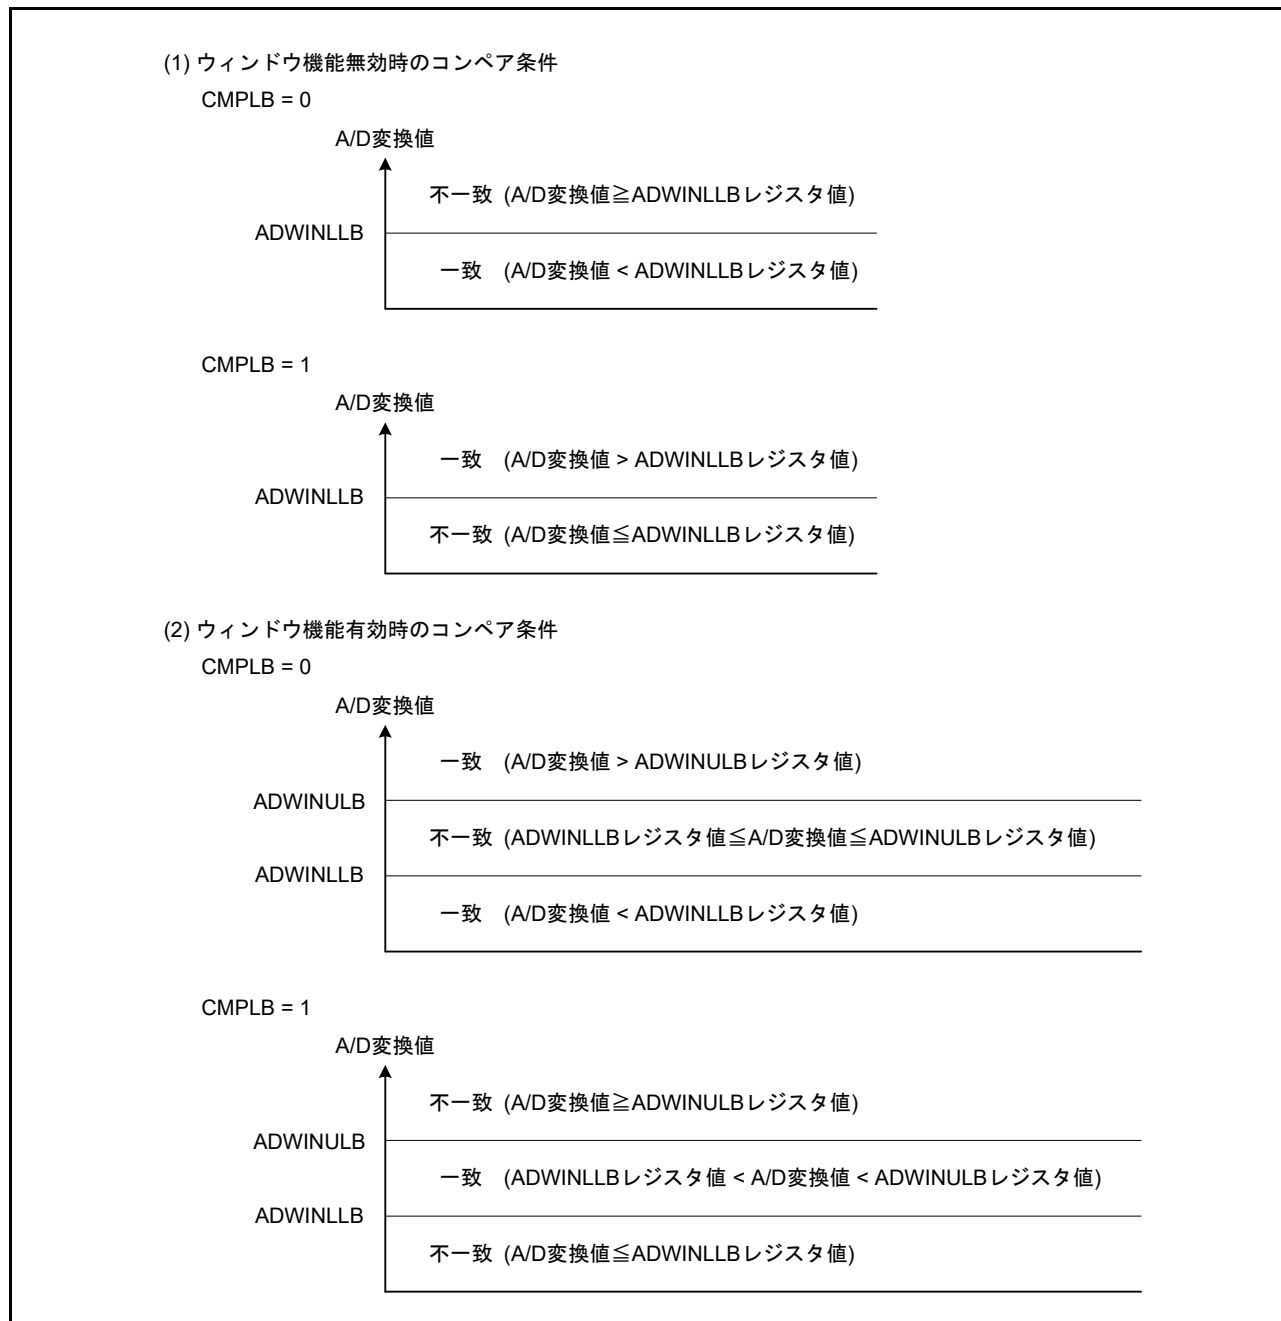 (1) ウィンドウ機能無効時のコンペア条件
CMPLB = 0
A/D変換値
不一致 (A/D変換値≧ADWINLLBレジスタ値)
ADWINLLB
一致 (A/D変換値 < ADWINLLBレジスタ値)
CMPLB = 1
A/D変換値
一致 (A/D変換値 > ADWINLLBレジスタ値)
ADWINLLB
不一致 (A/D変換値≦ADWINLLBレジスタ値)
(2) ウィンドウ機能有効時のコンペア条件
CMPLB = 0
A/D変換値
一致 (A/D変換値 > ADWINULBレジスタ値)
ADWINULB
不一致 (ADWINLLBレジスタ値≦A/D変換値≦ADWINULBレジスタ値)
ADWINLLB
一致 (A/D変換値 < ADWINLLBレジスタ値)
CMPLB = 1
A/D変換値
不一致 (A/D変換値≧ADWINULBレジスタ値)
ADWINULB
一致 (ADWINLLBレジスタ値 < A/D変換値 < ADWINULBレジスタ値)
ADWINLLB
不一致 (A/D変換値≦ADWINLLBレジスタ値)